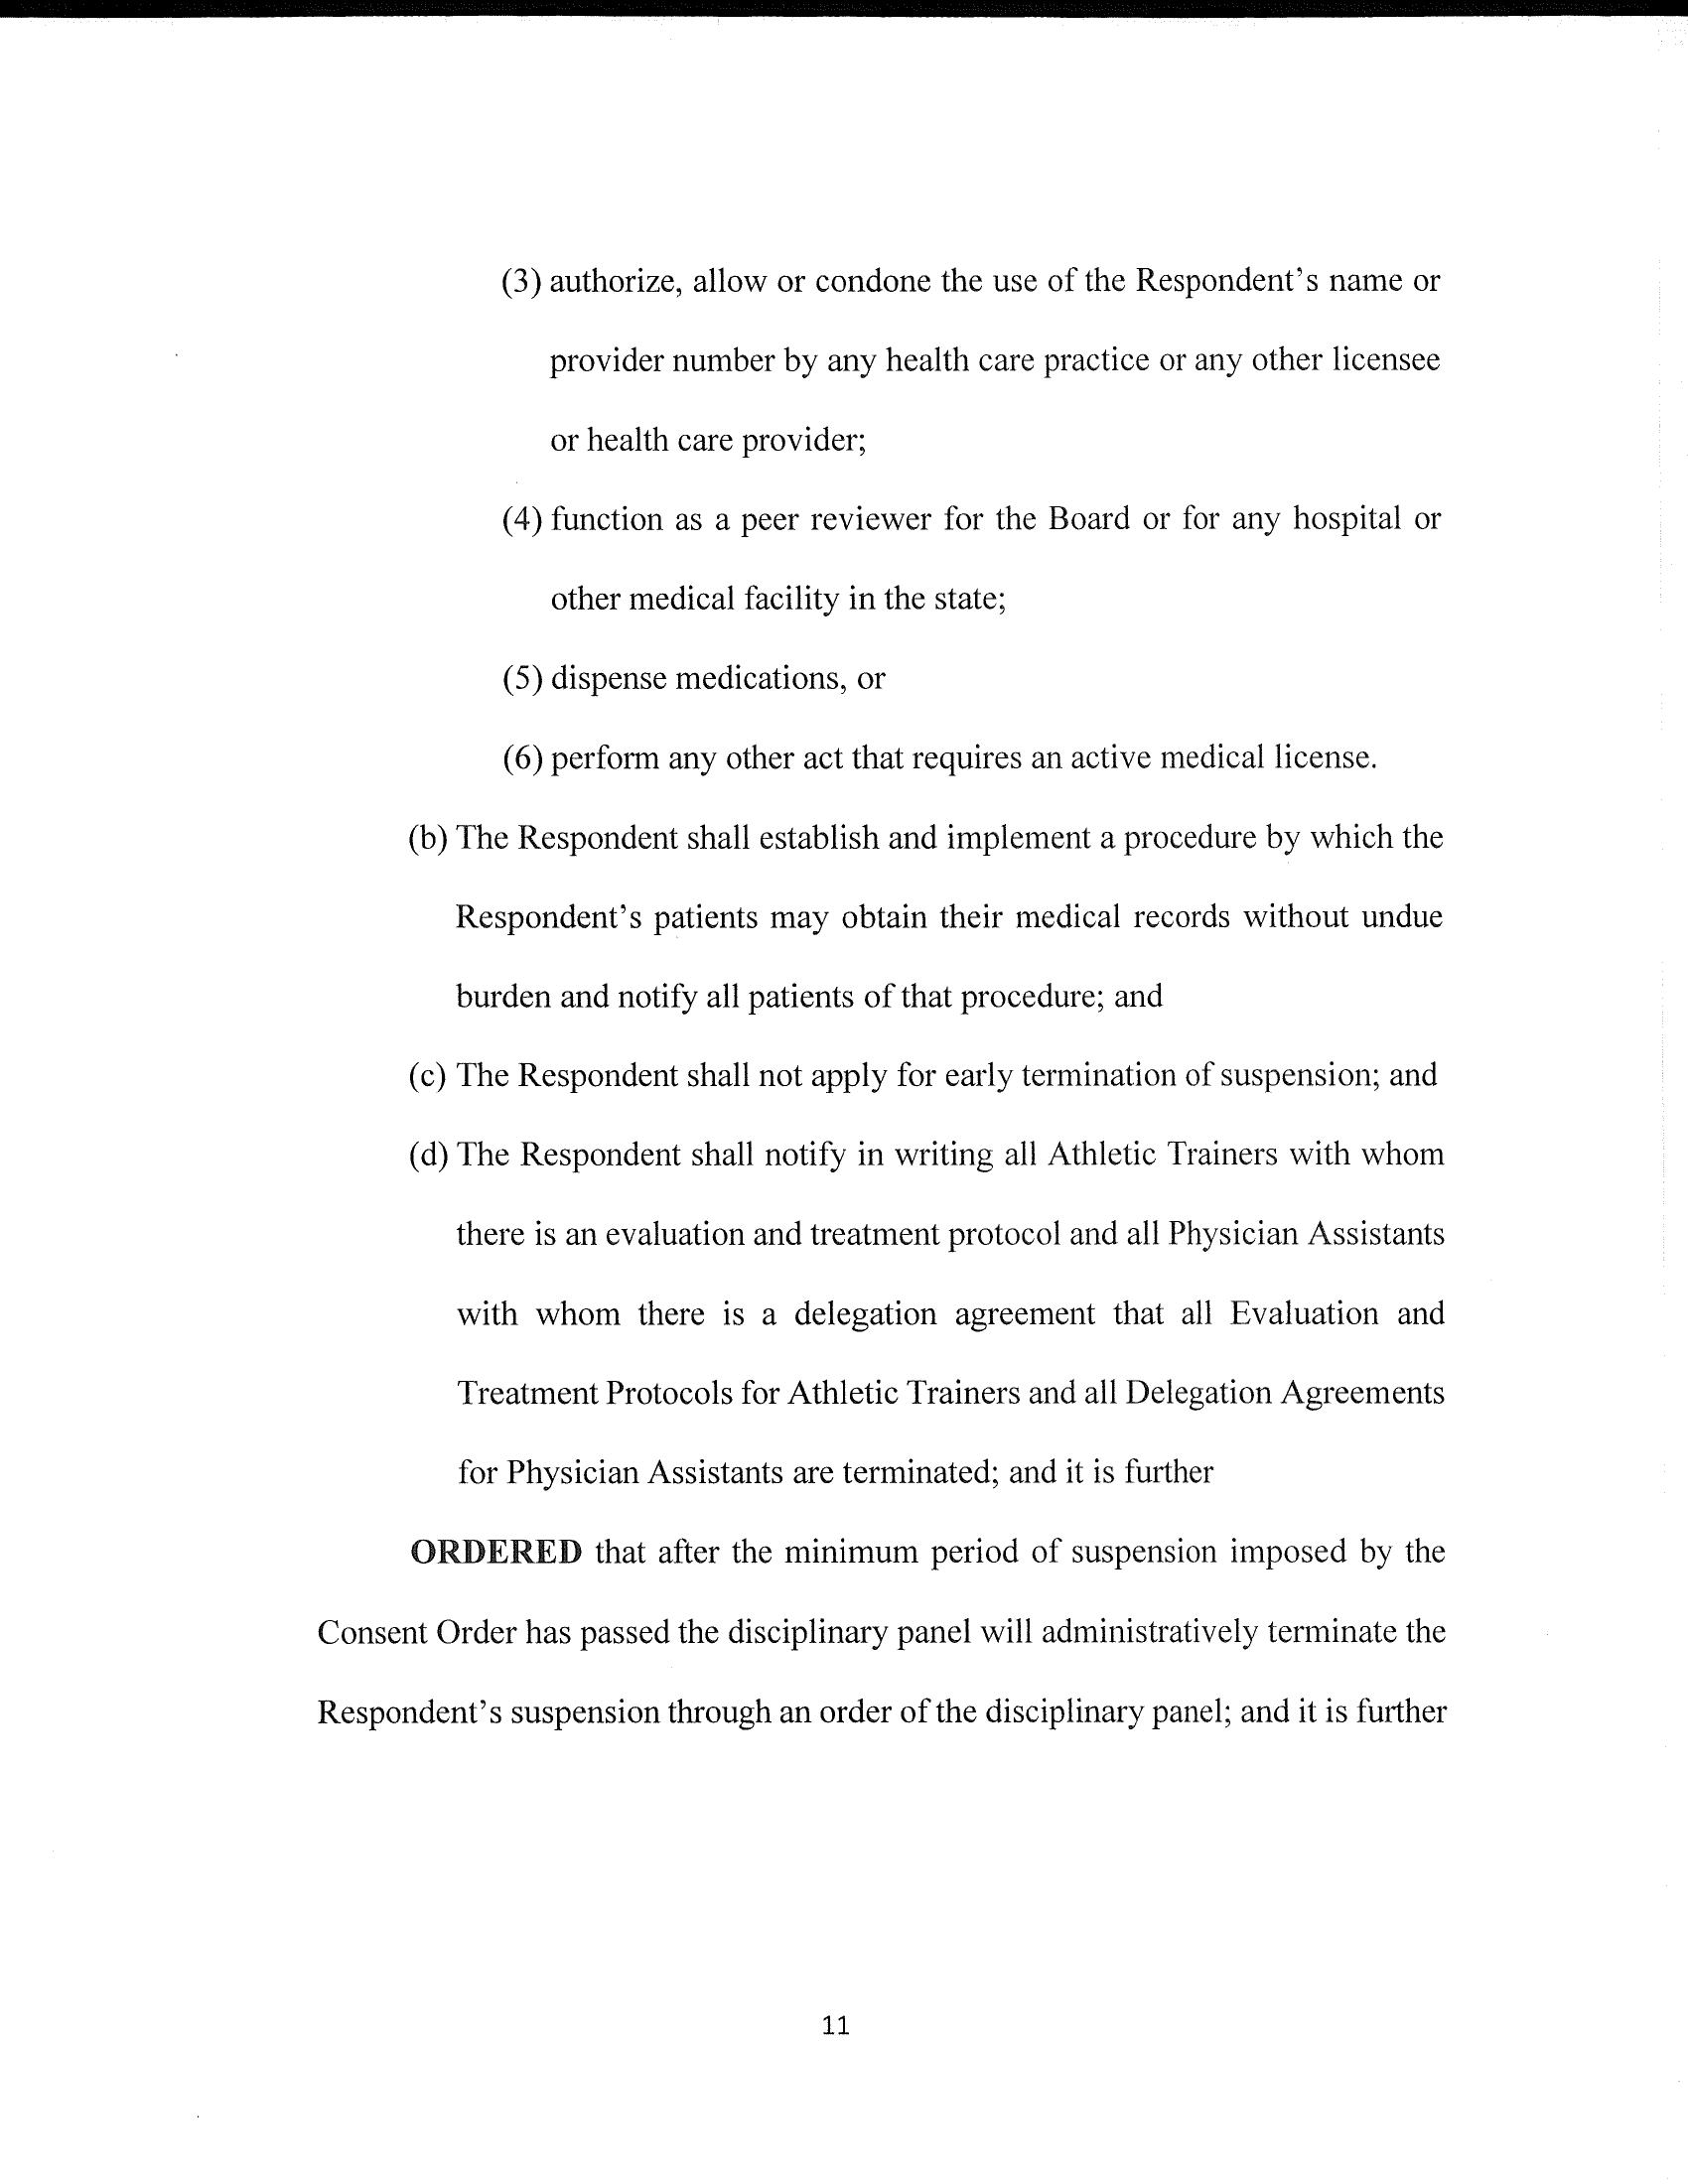 (3) authorize, allow or condone the use of the Respondent's name or
provider number by any health care practice or any other licensee
or health care provider;
(4) function as a peer reviewer for the Board or for any hospital or
other medical facility in the state;
(5) dispense medications, or
(6) perform any other act that requires an active medical license.
(b) The Respondent shall establish and implement a procedure by which the
Respondent's patients may obtain their medical records without undue
burden and notify all patients of that procedure; and
(c) The Respondent shall not apply for early termination of suspension; and
(d) The Respondent shall notify in writing all Athletic Trainers with whom
there is an evaluation and treatment protocol and all Physician Assistants
with whom there is a delegation agreement that all Evaluation and
Treatment Protocols for Athletic Trainers and all Delegation Agreements
for Physician Assistants are terminated; and it is further
ORDERED that after the minimum period of suspension imposed by the
Consent Order has passed the disciplinary panel will administratively terminate the
Respondent's suspension through an order of the disciplinary panel; and it is further
11